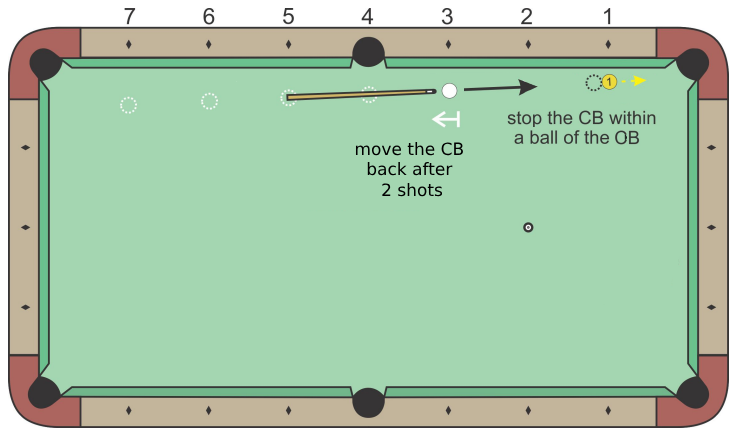 7 6 5 4 3 2 1
1
stop the CB within
a ball of the OB
move the CB
back after
2 shots